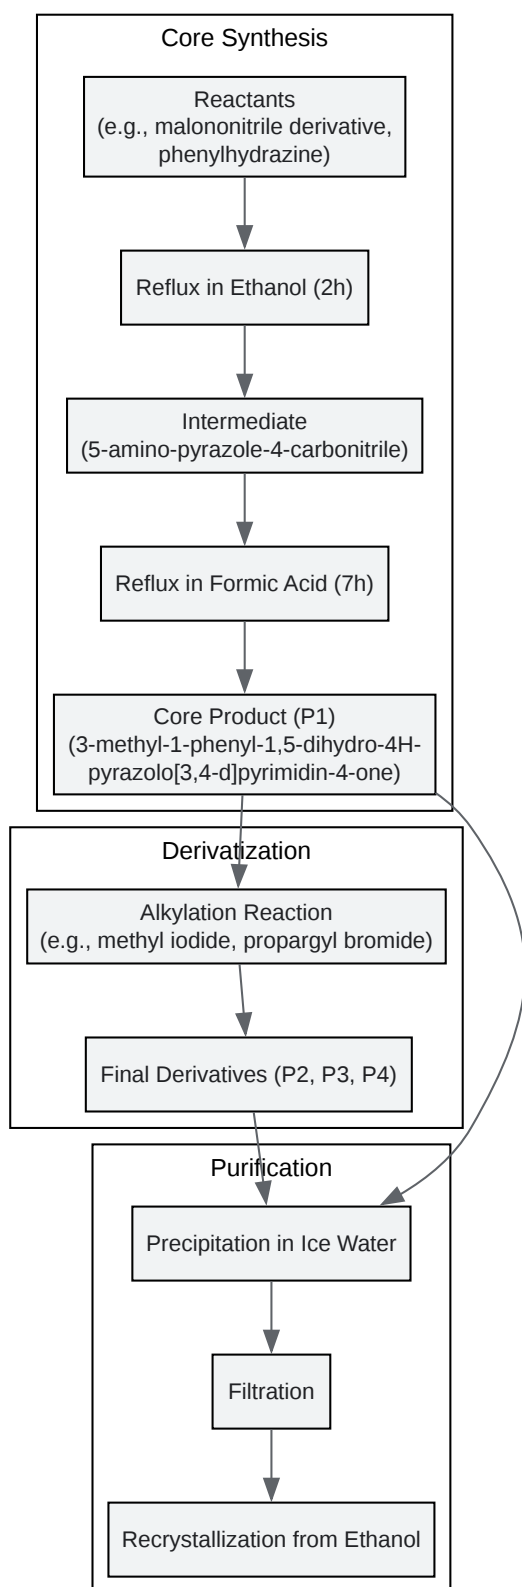 Core Synthesis
Reactants
(e.g., malononitrile derivative,
phenylhydrazine)
Reflux in Ethanol (2h)
Intermediate
(5-amino-pyrazole-4-carbonitrile)
Reflux in Formic Acid (7h)
Core Product (P1)
(3-methyl-1-phenyl-1,5-dihydro-4H-
pyrazolo[3,4-d]pyrimidin-4-one)
Derivatization
Alkylation Reaction
(e.g., methyl iodide, propargyl bromide)
Final Derivatives (P2, P3, P4)
Purification
Precipitation in Ice Water
Filtration
Recrystallization from Ethanol